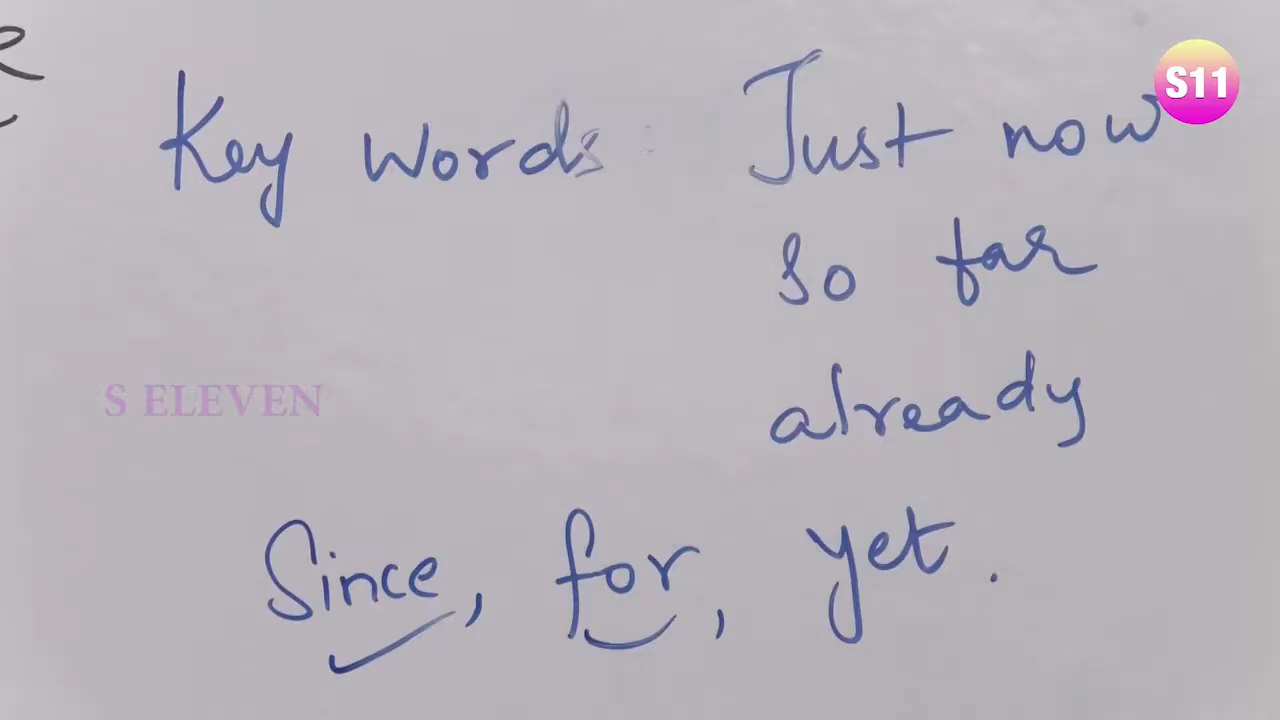 S11
Key words : Just now
so far
S ELEVEN
already
Since, for, yet.